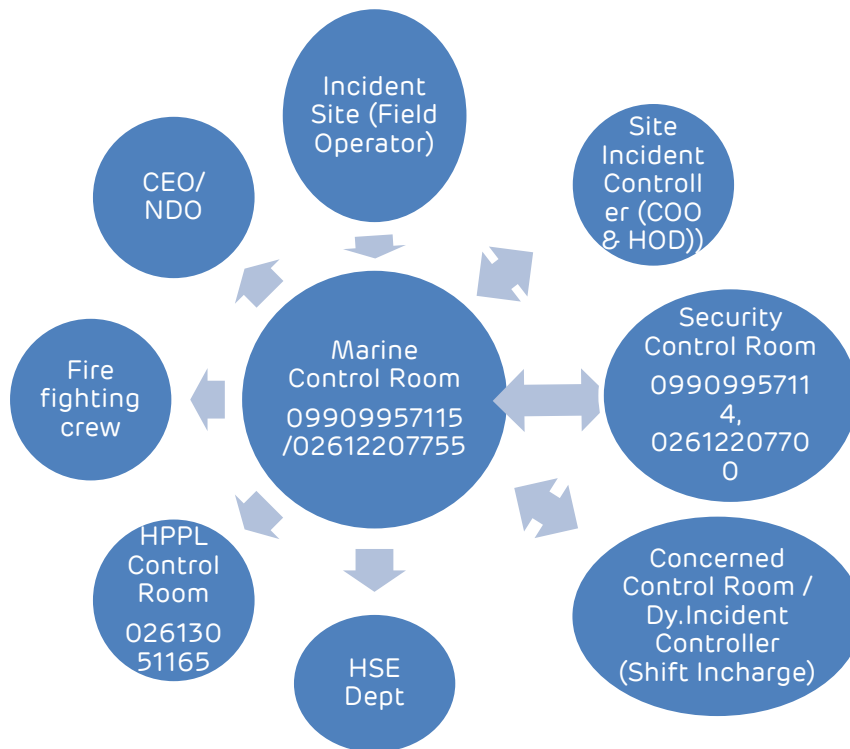 Incident
Site (Field
Operator)
Site
Incident
Controll
er (COO
& HOD))
CEO/
NDO
Security
Control Room
0990995711
4,
0261220770
0
Marine
Control Room
09909957115
/02612207755
Fire
fighting
crew
HPPL
Control
Room
026130
51165
Concerned
Control Room /
Dy.Incident
Controller
(Shift Incharge)
HSE
Dept